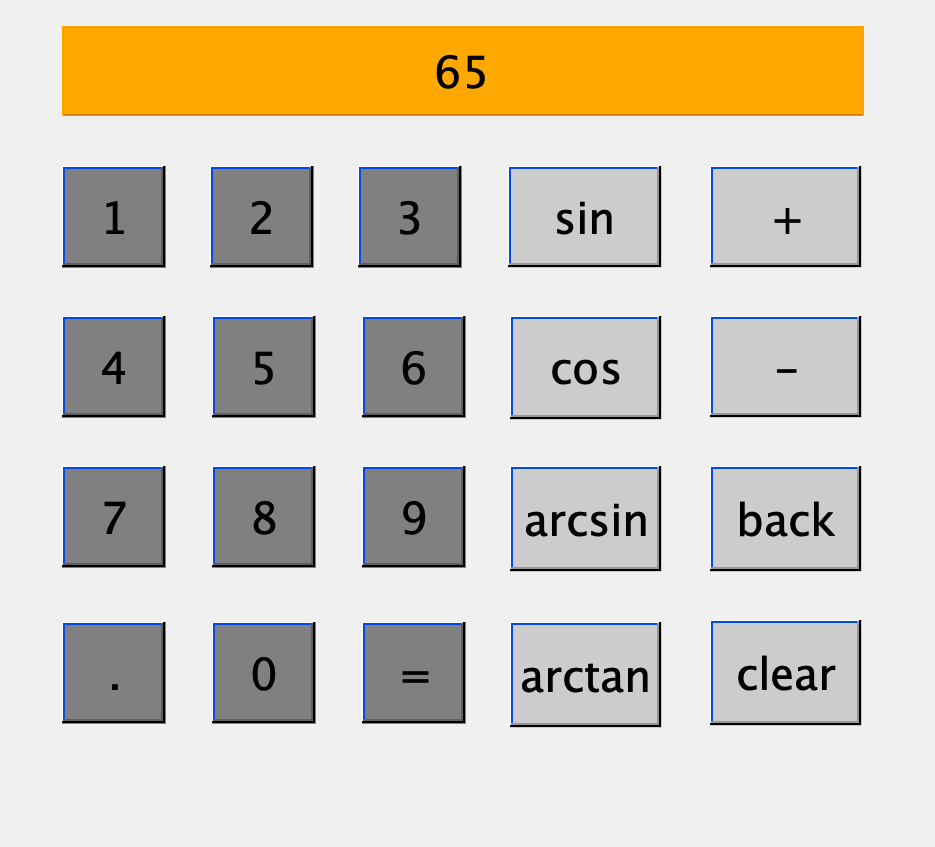 65
1 2 3 sin +
4 5 6 cos –
7 8 9 arcsin back
. 0 = arctan clear